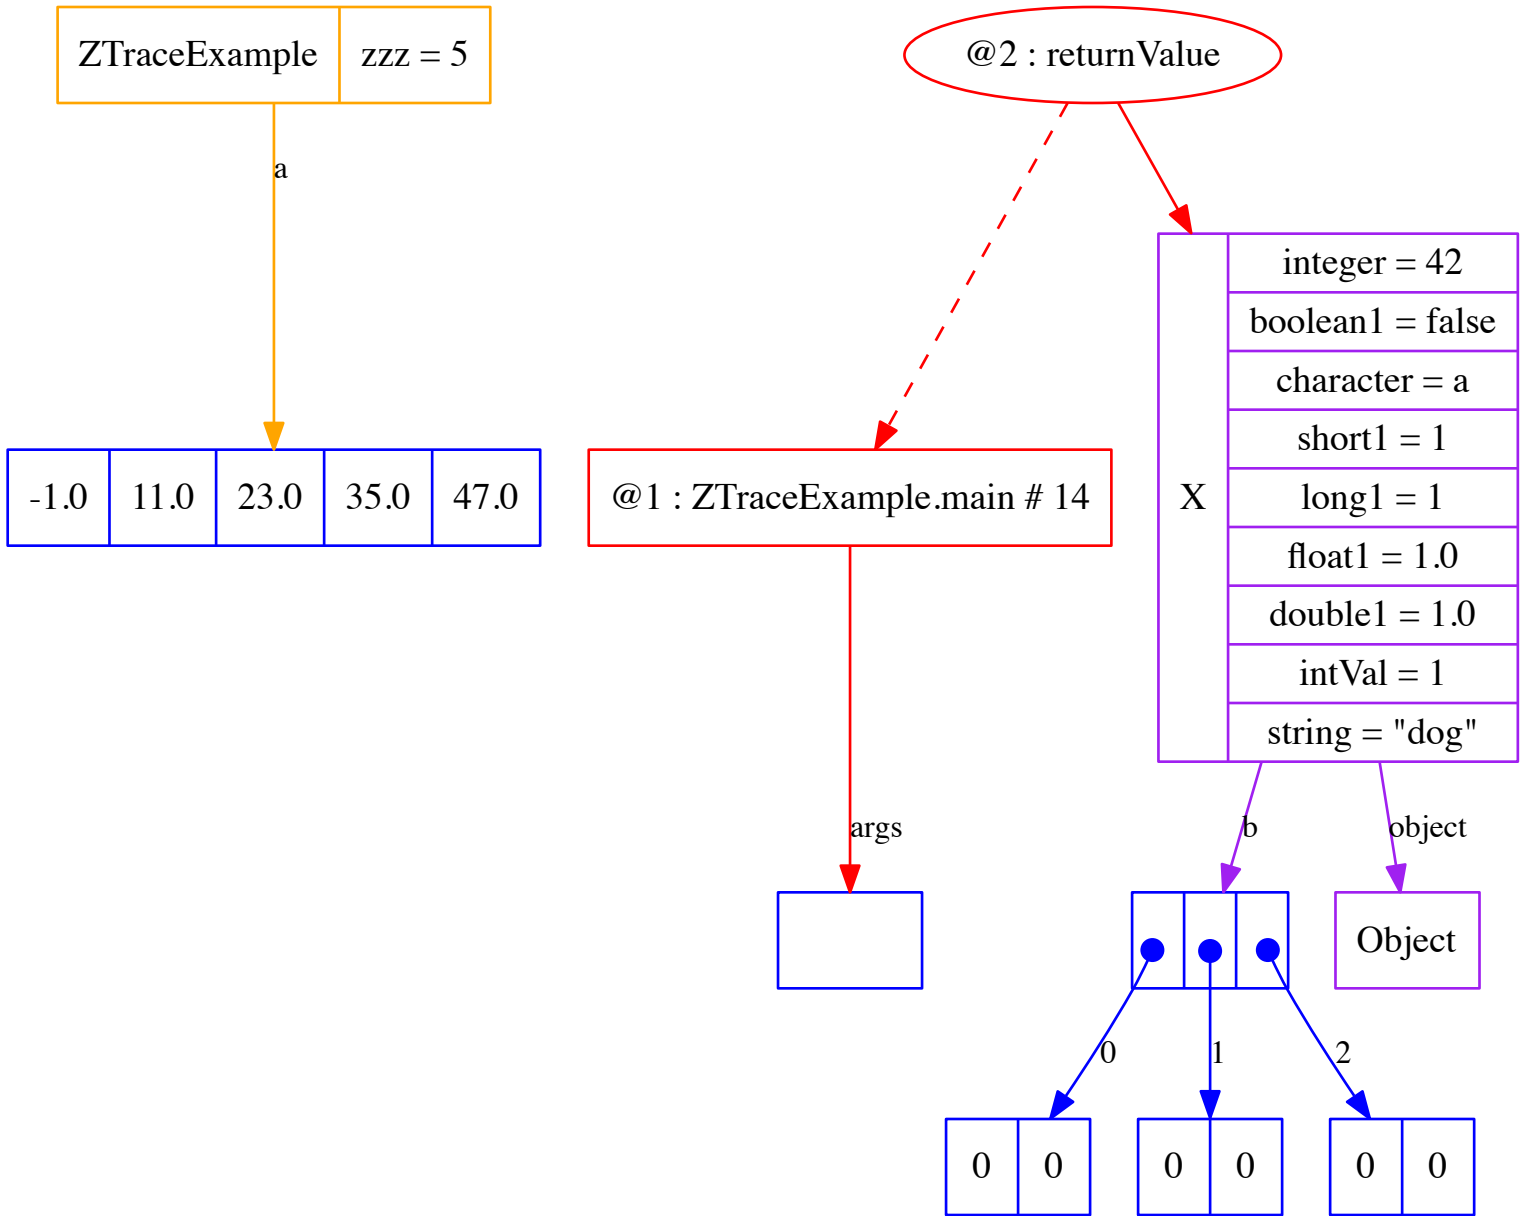 ZTraceExample zzz = 5
@2 : returnValue
a
integer = 42
boolean1 = false
character = a
short1 = 1
long1 = 1
float1 = 1.0
double1 = 1.0
intVal = 1
string = "dog"
X
-1.0 11.0 23.0 35.0 47.0
@1 : ZTraceExample.main # 14
args
b
object
Object
0
1
2
0 0
0 0
0 0